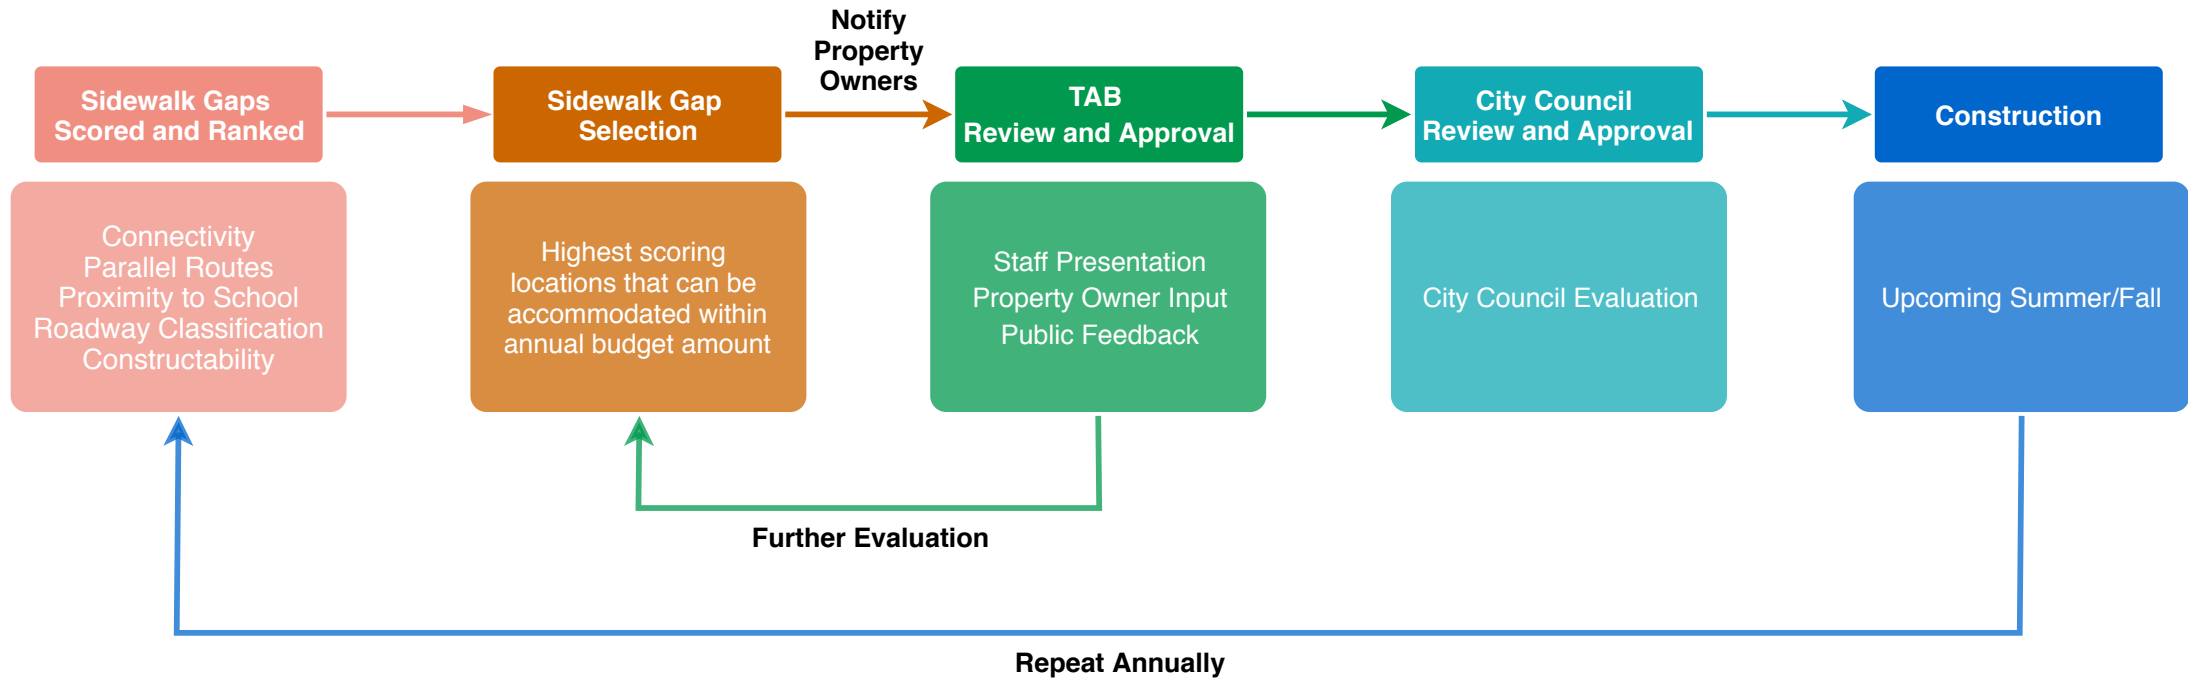 Notify
Property
Owners
Sidewalk Gaps
Scored and Ranked
Sidewalk Gap
Selection
TAB
Review and Approval
City Council
Review and Approval
Construction
Connectivity
Parallel Routes
Proximity to School
Roadway Classification
Constructability
Highest scoring
locations that can be
accommodated within
annual budget amount
Staff Presentation
Property Owner Input
Public Feedback
City Council Evaluation
Upcoming Summer/Fall
Further Evaluation
Repeat Annually